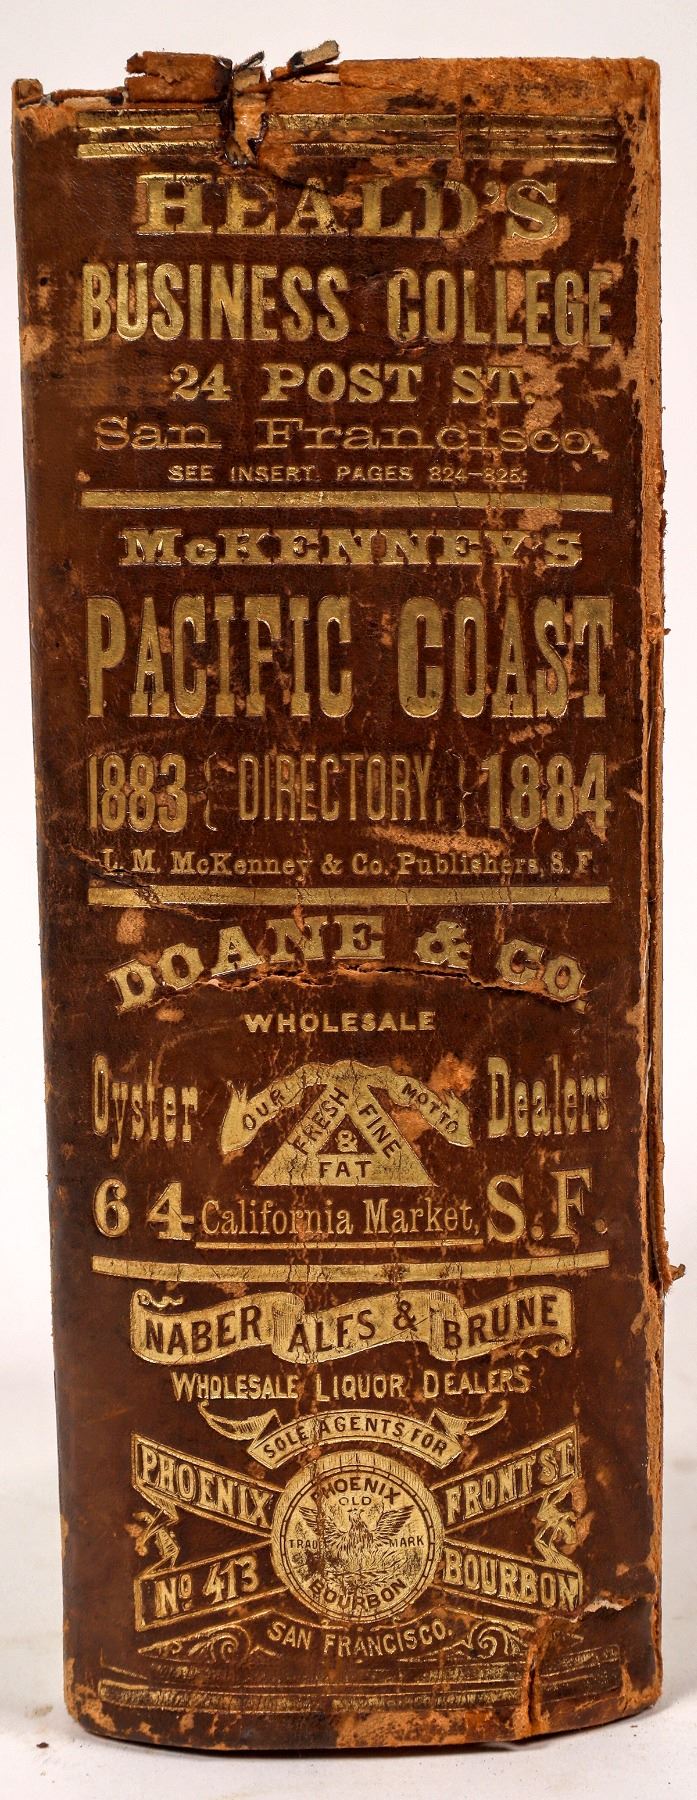 HEALD'S
BUSINESS COLLEGE
24 POST ST.
San Francisco.
SEE INSERT PAGES 824-825.
McKENNEY'S
PACIFIC COAST
1883 { DIRECTORY. } 1884
L. M. McKenney & Co. Publishers, S. F.
DOANE & CO.
WHOLESALE
Oyster Dealers
OUR MOTTO
FRESH FINE
&
FAT
64 California Market, S. F.
NABER ALFS & BRUNE
WHOLESALE LIQUOR DEALERS
SOLE AGENTS FOR
PHOENIX FRONT ST
PHOENIX
OLD
TRADE MARK
BOURBON
No 413 BOURBON
SAN FRANCISCO.